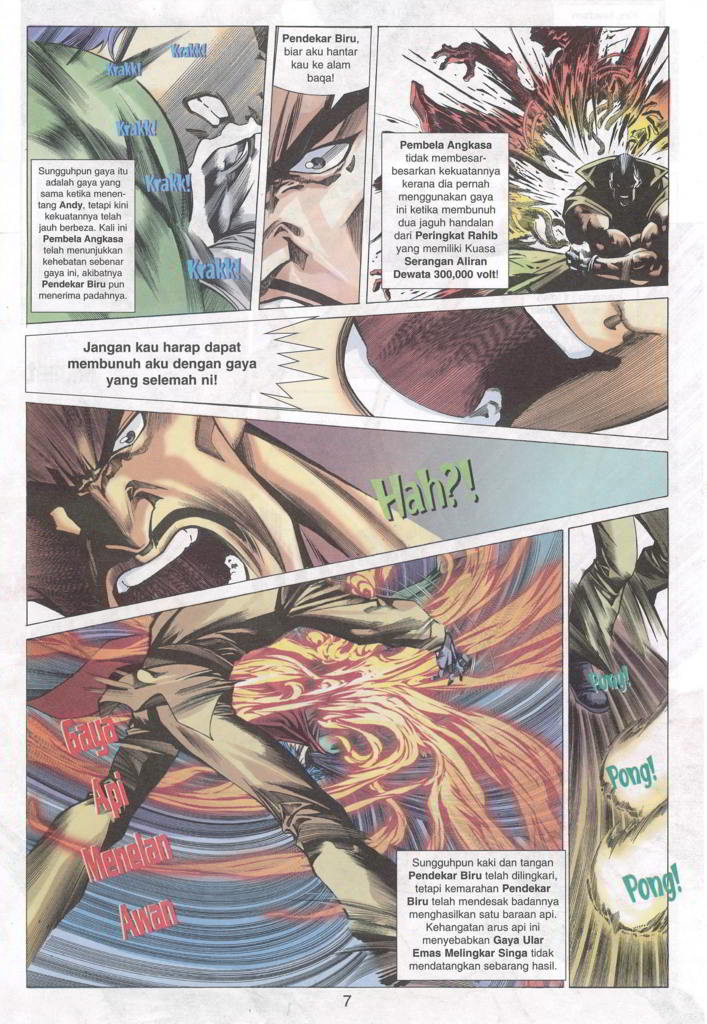 Krakk!
Krakk!
Krakk!
Krakk!
Krakk!
Sungguhpun gaya itu
adalah gaya yang
sama ketika menen-
tang Andy, tetapi kini
kekuatannya telah
jauh berbeza. Kali ini
Pembela Angkasa
telah menunjukkan
kehebatan sebenar
gaya ini, akibatnya
Pendekar Biru pun
menerima padahnya.
Pendekar Biru,
biar aku hantar
kau ke alam
baqa!
Pembela Angkasa
tidak membesar-
besarkan kekuatannya
kerana dia pernah
menggunakan gaya
ini ketika membunuh
dua jaguh handalan
dari Peringkat Rahib
yang memiliki Kuasa
Serangan Aliran
Dewata 300,000 volt!
Jangan kau harap dapat
membunuh aku dengan gaya
yang selemah ni!
Hah?!
Gaya
Api
Menelan
Awan
Sungguhpun kaki dan tangan
Pendekar Biru telah dilingkari,
tetapi kemarahan Pendekar
Biru telah mendesak badannya
menghasilkan satu baraan api.
Kehangatan arus api ini
menyebabkan Gaya Ular
Emas Melingkar Singa tidak
mendatangkan sebarang hasil.
Pong!
Pong!
Pong!
7